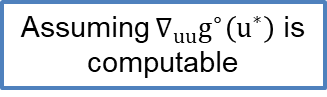 Assuming ∇ᵤᵤg°(u*) is
computable